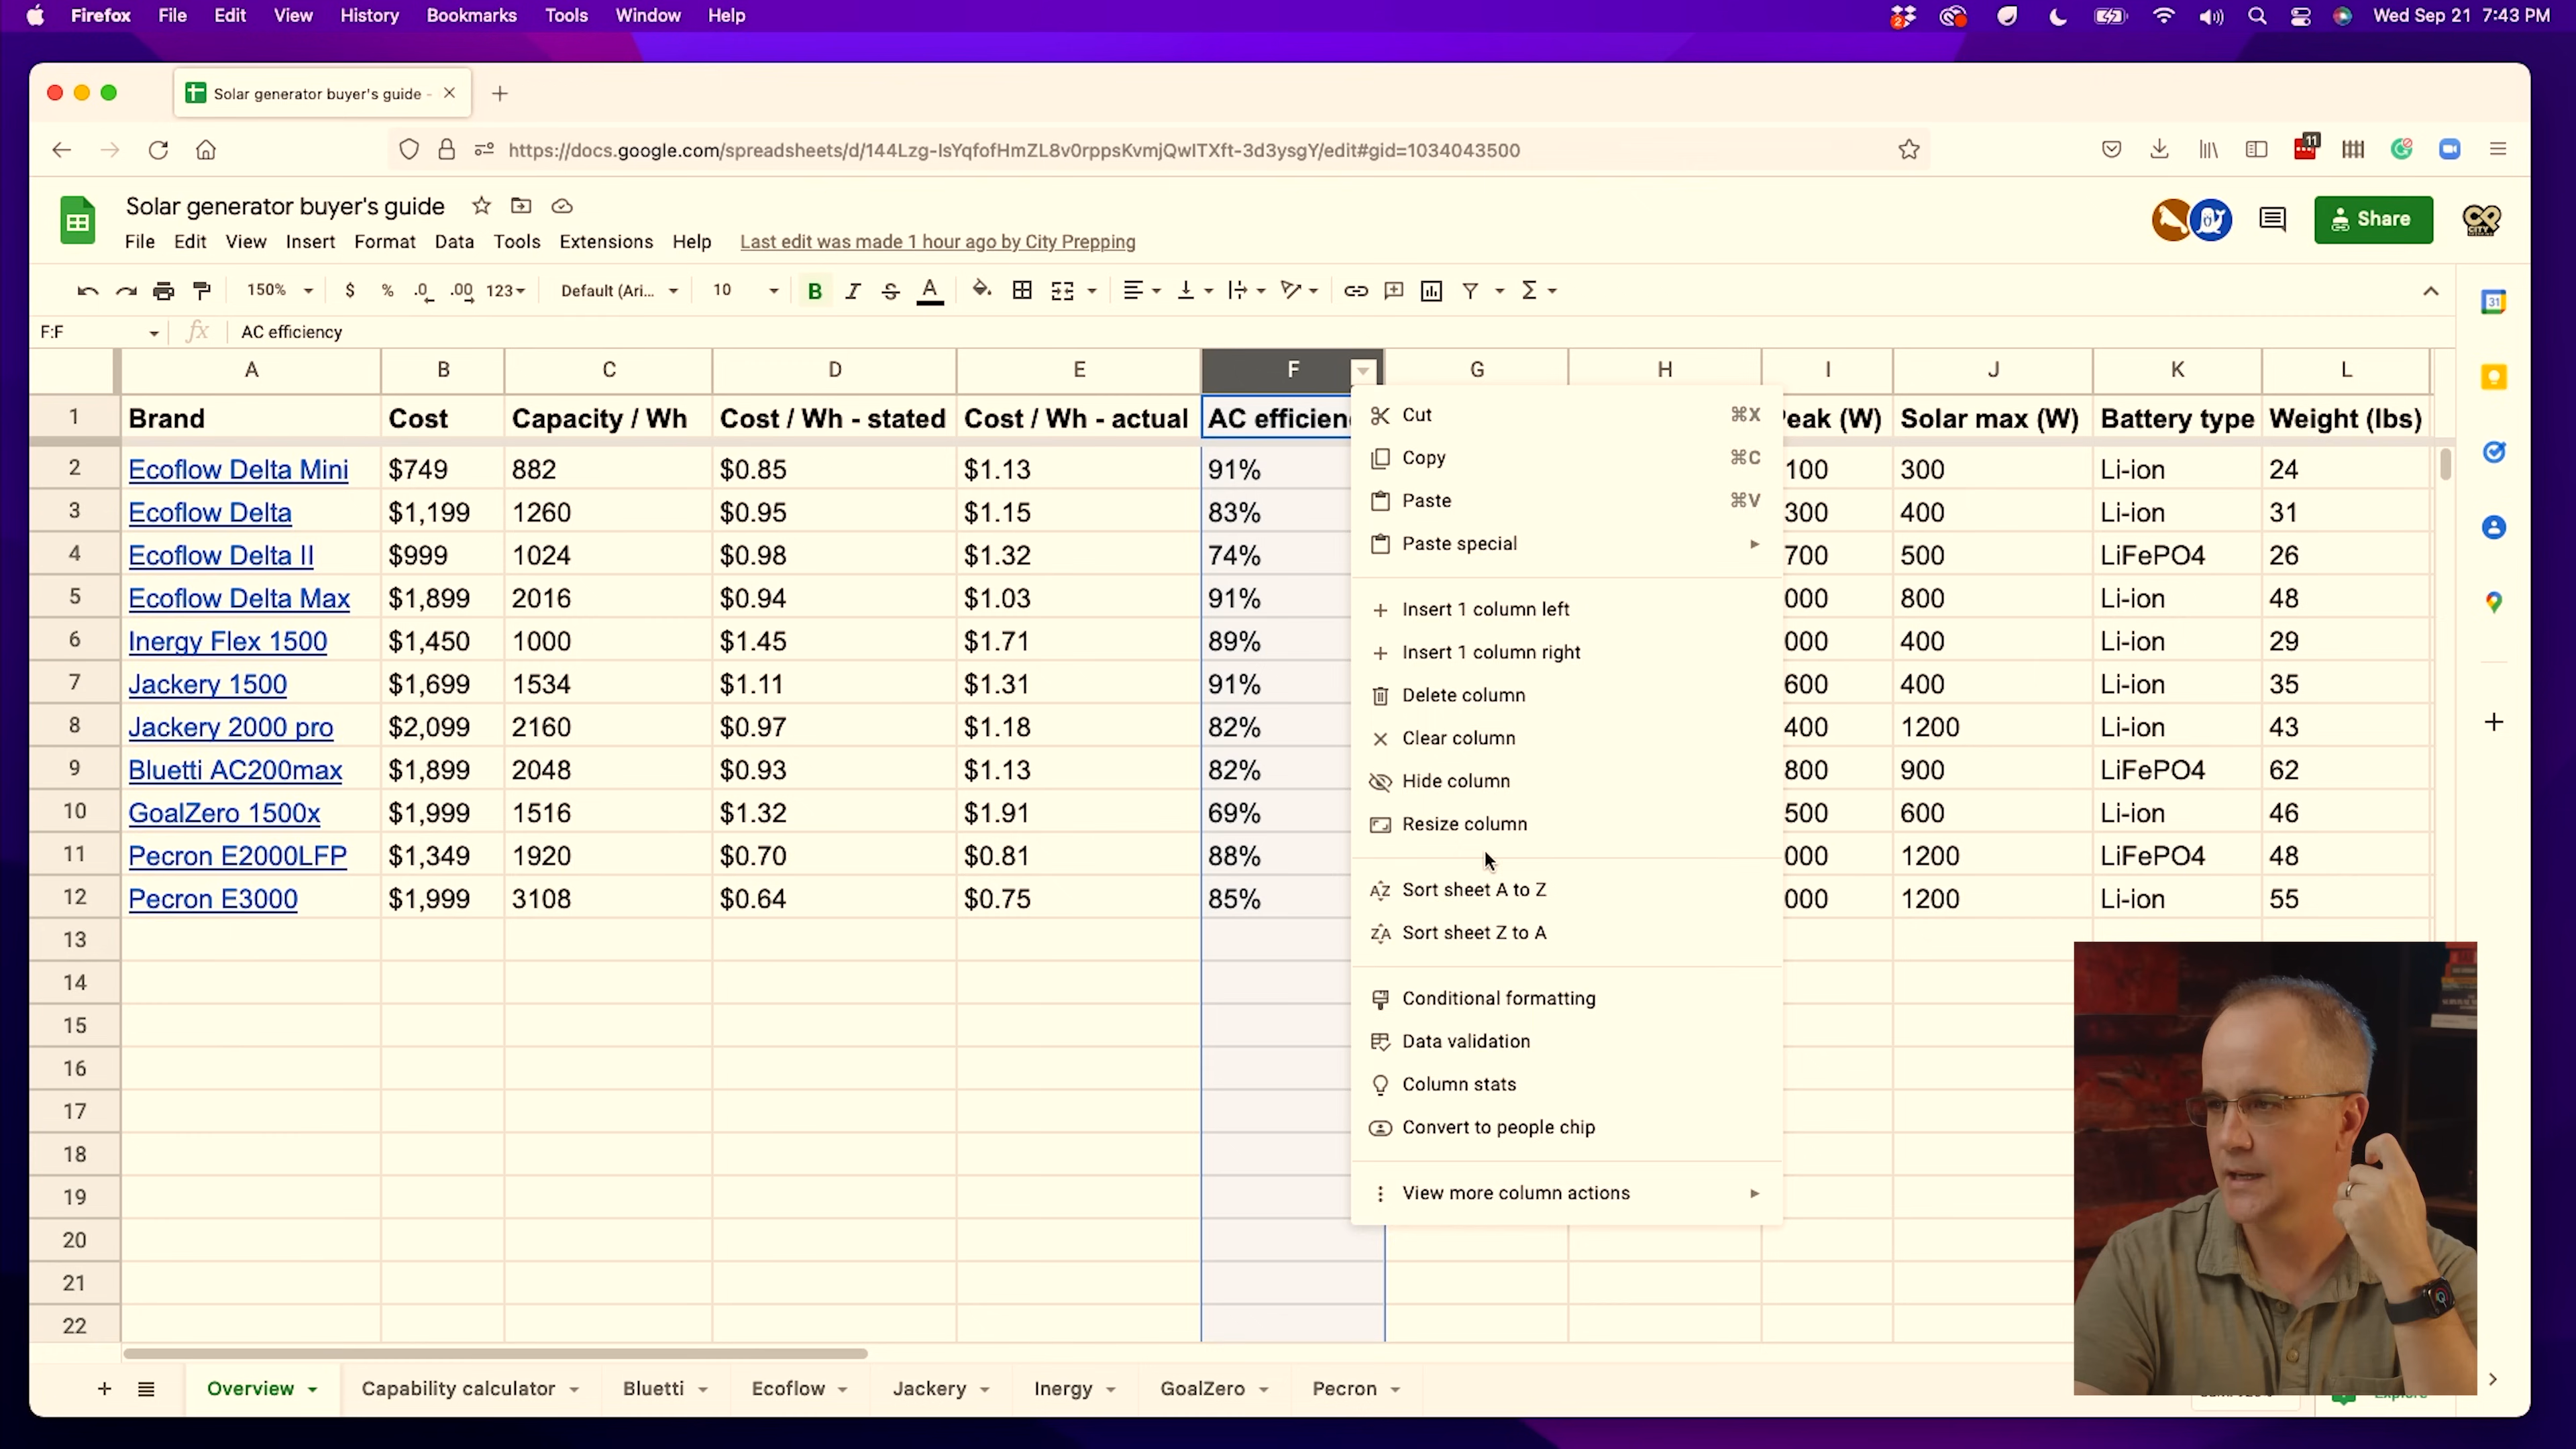 Firefox File Edit View History Bookmarks Tools Window Help 2 Wed Sep 21 7:43 PM
Solar generator buyer's guide -
https://docs.google.com/spreadsheets/d/144Lzg-IsYqfofHmZL8v0rppsKvmjQwITXft-3d3ysgY/edit#gid=1034043500 11
Solar generator buyer's guide
Share
File Edit View Insert Format Data Tools Extensions Help Last edit was made 1 hour ago by City Prepping
150% $ % .0 .00 123 Default (Ari... 10 B I S A Σ
31
F:F fx AC efficiency
A B C D E F G H I J K L
1 Brand Cost Capacity / Wh Cost / Wh - stated Cost / Wh - actual AC efficien eak (W) Solar max (W) Battery type Weight (lbs)
2 Ecoflow Delta Mini $749 882 $0.85 $1.13 91% 100 300 Li-ion 24
3 Ecoflow Delta $1,199 1260 $0.95 $1.15 83% 300 400 Li-ion 31
4 Ecoflow Delta II $999 1024 $0.98 $1.32 74% 700 500 LiFePO4 26
5 Ecoflow Delta Max $1,899 2016 $0.94 $1.03 91% 000 800 Li-ion 48
6 Inergy Flex 1500 $1,450 1000 $1.45 $1.71 89% 000 400 Li-ion 29
7 Jackery 1500 $1,699 1534 $1.11 $1.31 91% 600 400 Li-ion 35
8 Jackery 2000 pro $2,099 2160 $0.97 $1.18 82% 400 1200 Li-ion 43
9 Bluetti AC200max $1,899 2048 $0.93 $1.13 82% 800 900 LiFePO4 62
10 GoalZero 1500x $1,999 1516 $1.32 $1.91 69% 500 600 Li-ion 46
11 Pecron E2000LFP $1,349 1920 $0.70 $0.81 88% 000 1200 LiFePO4 48
12 Pecron E3000 $1,999 3108 $0.64 $0.75 85% 000 1200 Li-ion 55
13
14
15
16
17
18
19
20
21
22
Cut ⌘X
Copy ⌘C
Paste ⌘V
Paste special
Insert 1 column left
Insert 1 column right
Delete column
Clear column
Hide column
Resize column
Sort sheet A to Z
Sort sheet Z to A
Conditional formatting
Data validation
Column stats
Convert to people chip
View more column actions
Overview Capability calculator Bluetti Ecoflow Jackery Inergy GoalZero Pecron